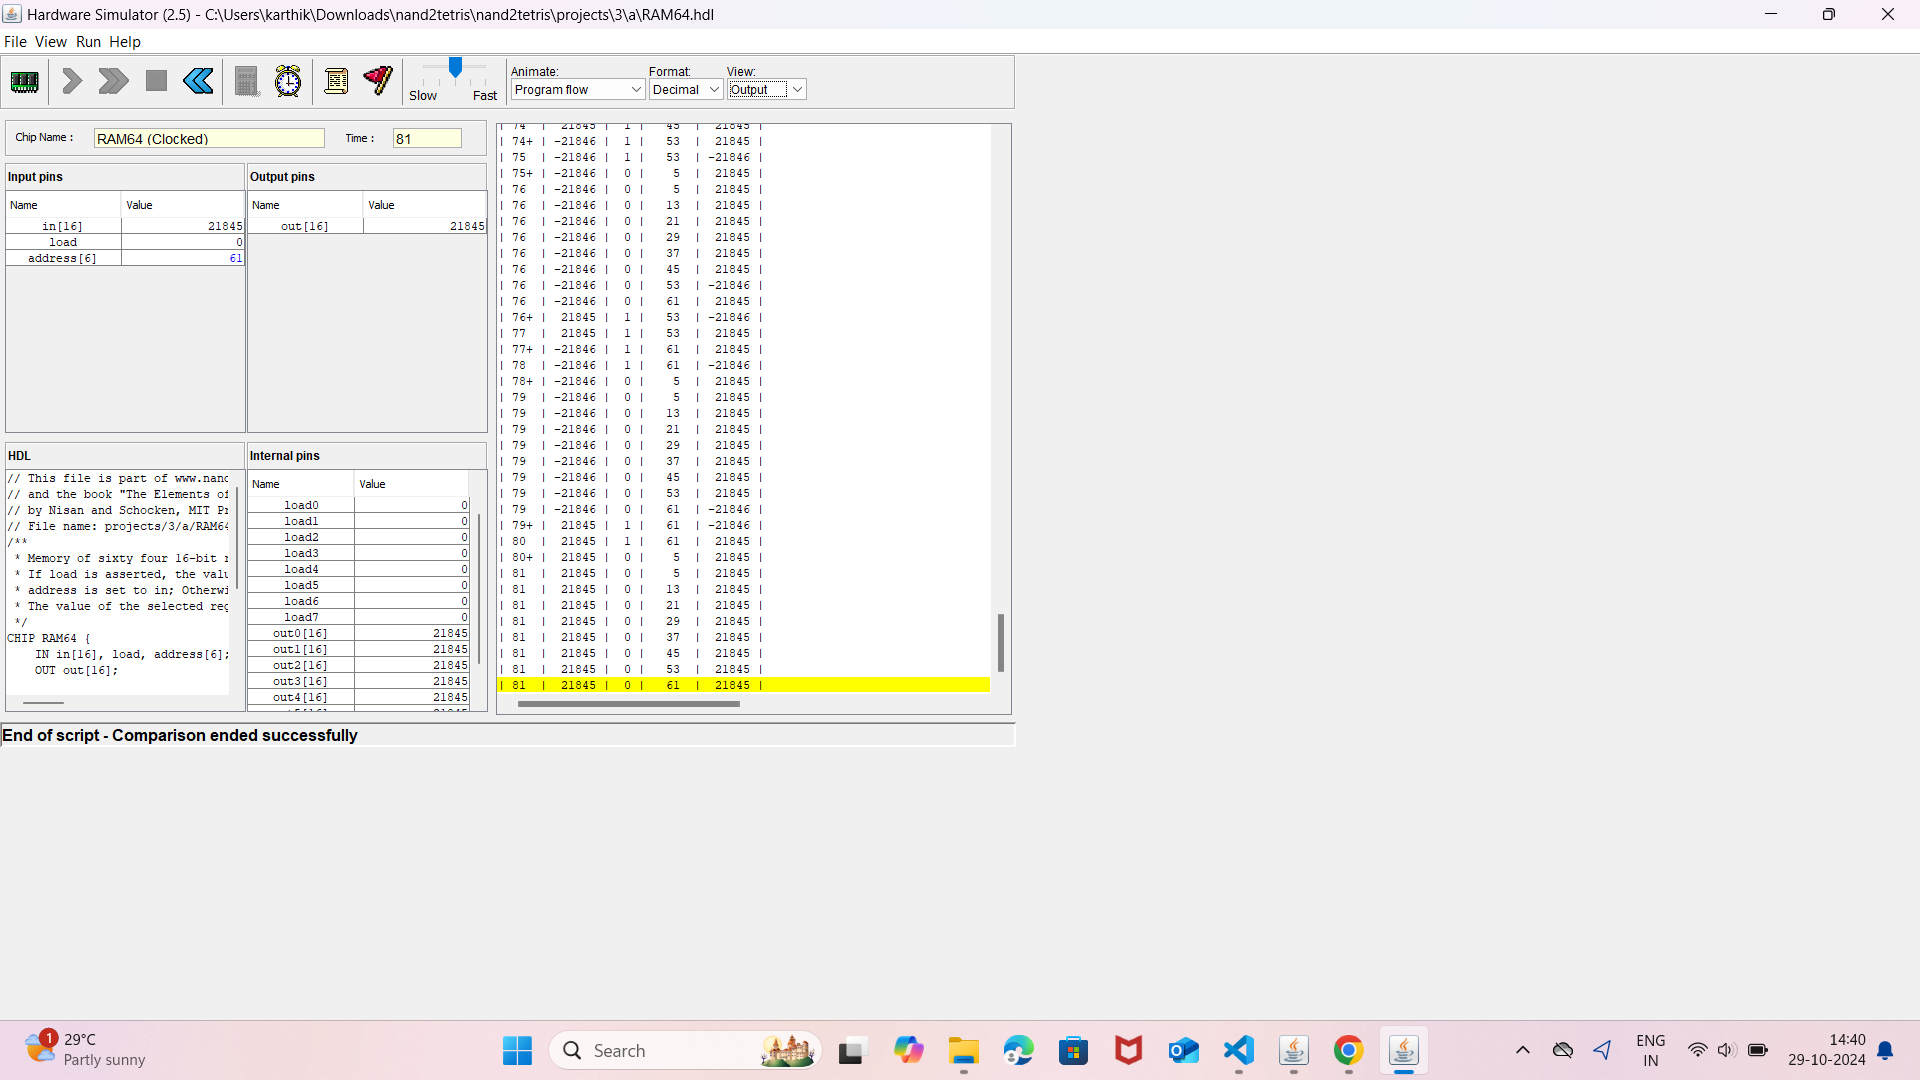 Hardware Simulator (2.5) - C:\Users\karthik\Downloads\nand2tetris\nand2tetris\projects\3\a\RAM64.hdl
File View Run Help
Slow Fast
Animate: Format: View:
Program flow Decimal Output
Chip Name : RAM64 (Clocked) Time : 81
Input pins
Name Value
in[16] 21845
load 0
address[6] 61
Output pins
Name Value
out[16] 21845
HDL
// This file is part of www.nand
// and the book "The Elements of
// by Nisan and Schocken, MIT Pr
// File name: projects/3/a/RAM64
/**
* Memory of sixty four 16-bit r
* If load is asserted, the valu
* address is set to in; Otherwi
* The value of the selected reg
*/
CHIP RAM64 {
IN in[16], load, address[6];
OUT out[16];
Internal pins
Name Value
load0 0
load1 0
load2 0
load3 0
load4 0
load5 0
load6 0
load7 0
out0[16] 21845
out1[16] 21845
out2[16] 21845
out3[16] 21845
out4[16] 21845
| 74 | 21845 | 1 | 45 | 21845 |
| 74+ | -21846 | 1 | 53 | 21845 |
| 75 | -21846 | 1 | 53 | -21846 |
| 75+ | -21846 | 0 | 5 | 21845 |
| 76 | -21846 | 0 | 5 | 21845 |
| 76 | -21846 | 0 | 13 | 21845 |
| 76 | -21846 | 0 | 21 | 21845 |
| 76 | -21846 | 0 | 29 | 21845 |
| 76 | -21846 | 0 | 37 | 21845 |
| 76 | -21846 | 0 | 45 | 21845 |
| 76 | -21846 | 0 | 53 | -21846 |
| 76 | -21846 | 0 | 61 | 21845 |
| 76+ | 21845 | 1 | 53 | -21846 |
| 77 | 21845 | 1 | 53 | 21845 |
| 77+ | -21846 | 1 | 61 | 21845 |
| 78 | -21846 | 1 | 61 | -21846 |
| 78+ | -21846 | 0 | 5 | 21845 |
| 79 | -21846 | 0 | 5 | 21845 |
| 79 | -21846 | 0 | 13 | 21845 |
| 79 | -21846 | 0 | 21 | 21845 |
| 79 | -21846 | 0 | 29 | 21845 |
| 79 | -21846 | 0 | 37 | 21845 |
| 79 | -21846 | 0 | 45 | 21845 |
| 79 | -21846 | 0 | 53 | 21845 |
| 79 | -21846 | 0 | 61 | -21846 |
| 79+ | 21845 | 1 | 61 | -21846 |
| 80 | 21845 | 1 | 61 | 21845 |
| 80+ | 21845 | 0 | 5 | 21845 |
| 81 | 21845 | 0 | 5 | 21845 |
| 81 | 21845 | 0 | 13 | 21845 |
| 81 | 21845 | 0 | 21 | 21845 |
| 81 | 21845 | 0 | 29 | 21845 |
| 81 | 21845 | 0 | 37 | 21845 |
| 81 | 21845 | 0 | 45 | 21845 |
| 81 | 21845 | 0 | 53 | 21845 |
| 81 | 21845 | 0 | 61 | 21845 |
End of script - Comparison ended successfully
1
29°C
Partly sunny
Search
ENG
IN
14:40
29-10-2024